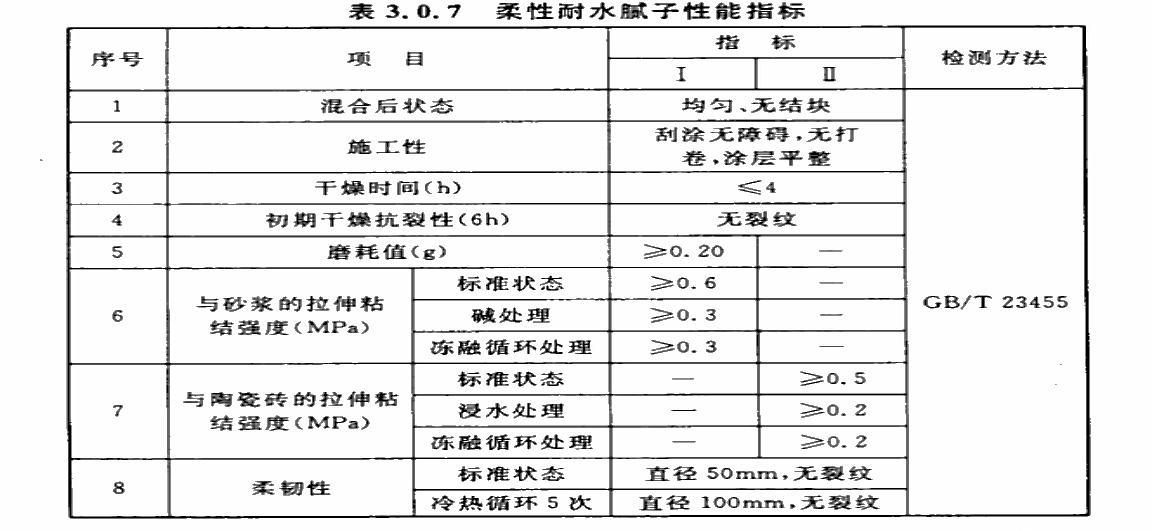 表 3.0.7 柔性耐水腻子性能指标
序号 项 目 指 标 检测方法
Ⅰ Ⅱ
1 混合后状态 均匀、无结块
2 施工性 刮涂无障碍,无打
卷,涂层平整
3 干燥时间(h) ≤4
4 初期干燥抗裂性(6h) 无裂纹
5 磨耗值(g) ≥0.20 —
6 与砂浆的拉伸粘
结强度(MPa)
标准状态 ≥0.6 —
碱处理 ≥0.3 —
冻融循环处理 ≥0.3 —
7 与陶瓷砖的拉伸粘
结强度(MPa)
标准状态 — ≥0.5
浸水处理 — ≥0.2
冻融循环处理 — ≥0.2
8 柔韧性
标准状态 直径 50mm,无裂纹
冷热循环 5 次 直径 100mm,无裂纹
GB/T 23455